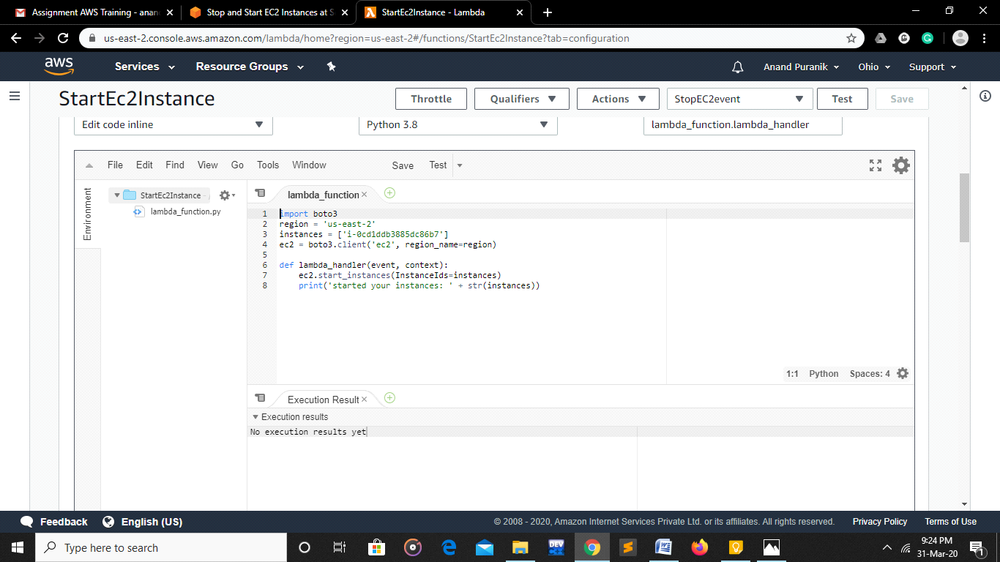 Assignment AWS Training - anan
Stop and Start EC2 Instances at S
StartEc2Instance - Lambda
us-east-2.console.aws.amazon.com/lambda/home?region=us-east-2#/functions/StartEc2Instance?tab=configuration
aws
Services
Resource Groups
Anand Puranik
Ohio
Support
StartEc2Instance
Throttle
Qualifiers
Actions
StopEC2event
Test
Save
Edit code inline
Python 3.8
lambda_function.lambda_handler
File Edit Find View Go Tools Window Save Test
Environment
StartEc2Instance -
lambda_function.py
lambda_function
1 import boto3
2 region = 'us-east-2'
3 instances = ['i-0cd1ddb3885dc86b7']
4 ec2 = boto3.client('ec2', region_name=region)
5
6 def lambda_handler(event, context):
7 ec2.start_instances(InstanceIds=instances)
8 print('started your instances: ' + str(instances))
1:1 Python Spaces: 4
Execution Result
Execution results
No execution results yet
Feedback
English (US)
© 2008 - 2020, Amazon Internet Services Private Ltd. or its affiliates. All rights reserved.
Privacy Policy
Terms of Use
Type here to search
DEV
9:24 PM
31-Mar-20
1